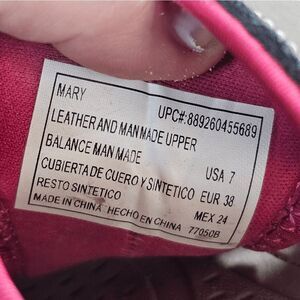 MARY UPC#:889260455689
LEATHER AND MAN MADE UPPER
BALANCE MAN MADE USA 7
CUBIERTA DE CUERO Y SINTETICO EUR 38
RESTO SINTETICO MEX 24
MADE IN CHINA HECHO EN CHINA 77050B